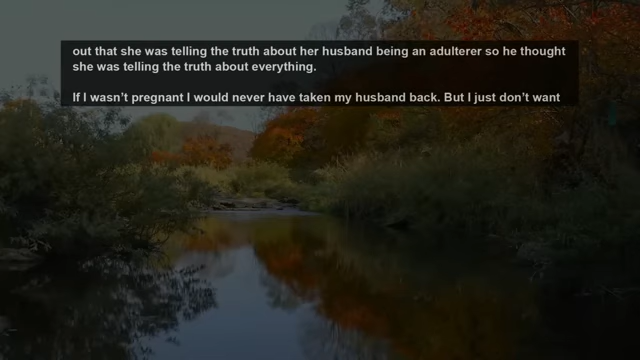 out that she was telling the truth about her husband being an adulterer so he thought
she was telling the truth about everything.
If I wasn’t pregnant I would never have taken my husband back. But I just don’t want